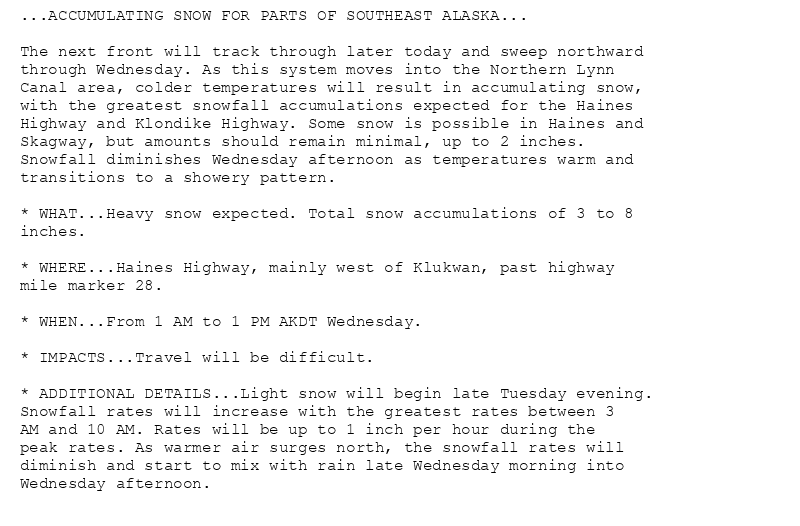 ...ACCUMULATING SNOW FOR PARTS OF SOUTHEAST ALASKA...
The next front will track through later today and sweep northward
through Wednesday. As this system moves into the Northern Lynn
Canal area, colder temperatures will result in accumulating snow,
with the greatest snowfall accumulations expected for the Haines
Highway and Klondike Highway. Some snow is possible in Haines and
Skagway, but amounts should remain minimal, up to 2 inches.
Snowfall diminishes Wednesday afternoon as temperatures warm and
transitions to a showery pattern.
* WHAT...Heavy snow expected. Total snow accumulations of 3 to 8
inches.
* WHERE...Haines Highway, mainly west of Klukwan, past highway
mile marker 28.
* WHEN...From 1 AM to 1 PM AKDT Wednesday.
* IMPACTS...Travel will be difficult.
* ADDITIONAL DETAILS...Light snow will begin late Tuesday evening.
Snowfall rates will increase with the greatest rates between 3
AM and 10 AM. Rates will be up to 1 inch per hour during the
peak rates. As warmer air surges north, the snowfall rates will
diminish and start to mix with rain late Wednesday morning into
Wednesday afternoon.